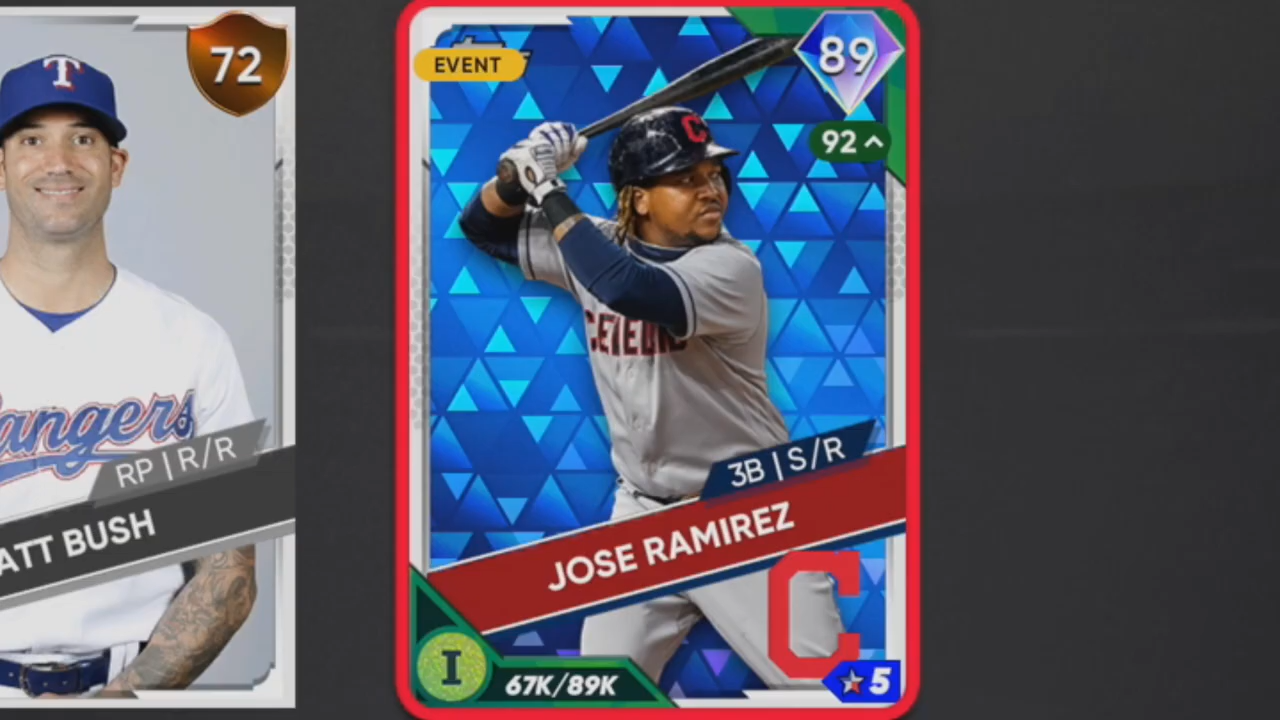 T
72
Rangers
RP | R/R
ATT BUSH
EVENT
89
92
C
3B | S/R
JOSE RAMIREZ
C
I
67K/89K
5